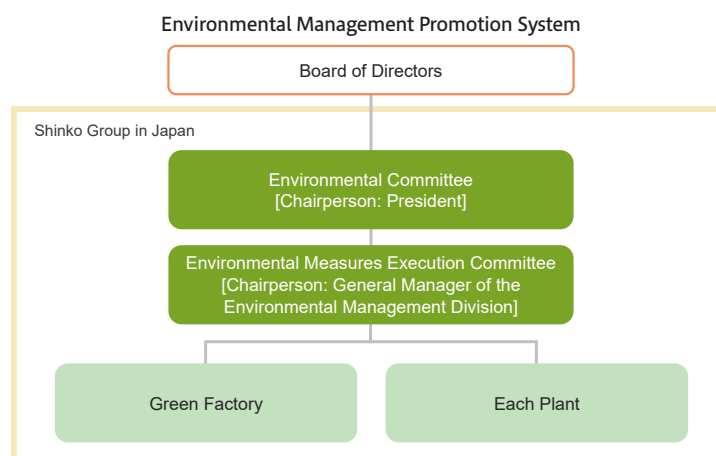 Environmental Management Promotion System
Board of Directors
Shinko Group in Japan
Environmental Committee
[Chairperson: President]
Environmental Measures Execution Committee
[Chairperson: General Manager of the
Environmental Management Division]
Green Factory
Each Plant